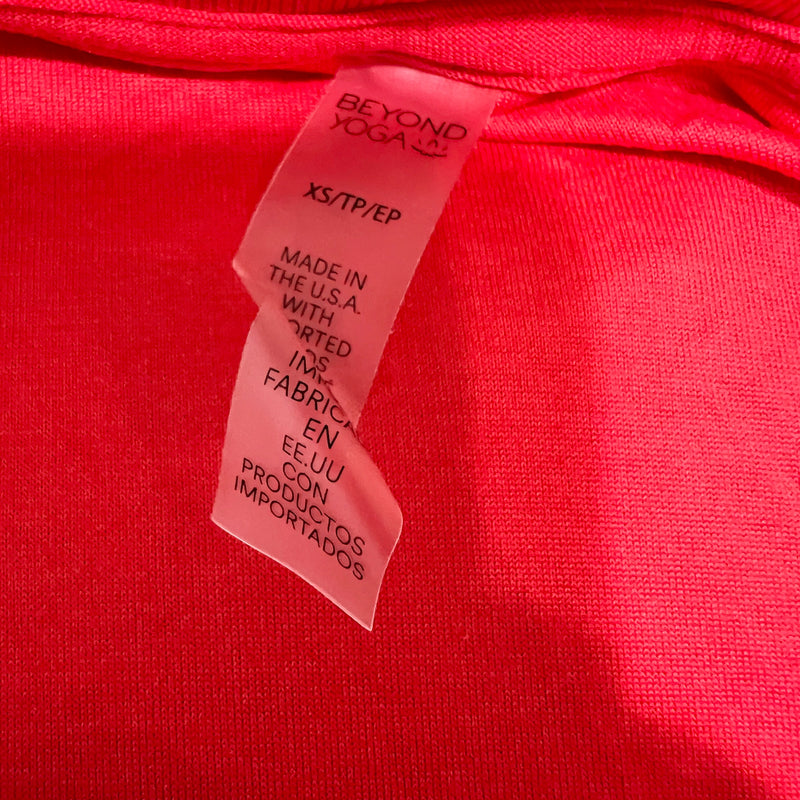 BEYOND
YOGA
XS/TP/EP
MADE IN
THE U.S.A.
WITH
EN
EE.UU
CON
PRODUCTOS
IMPORTADOS